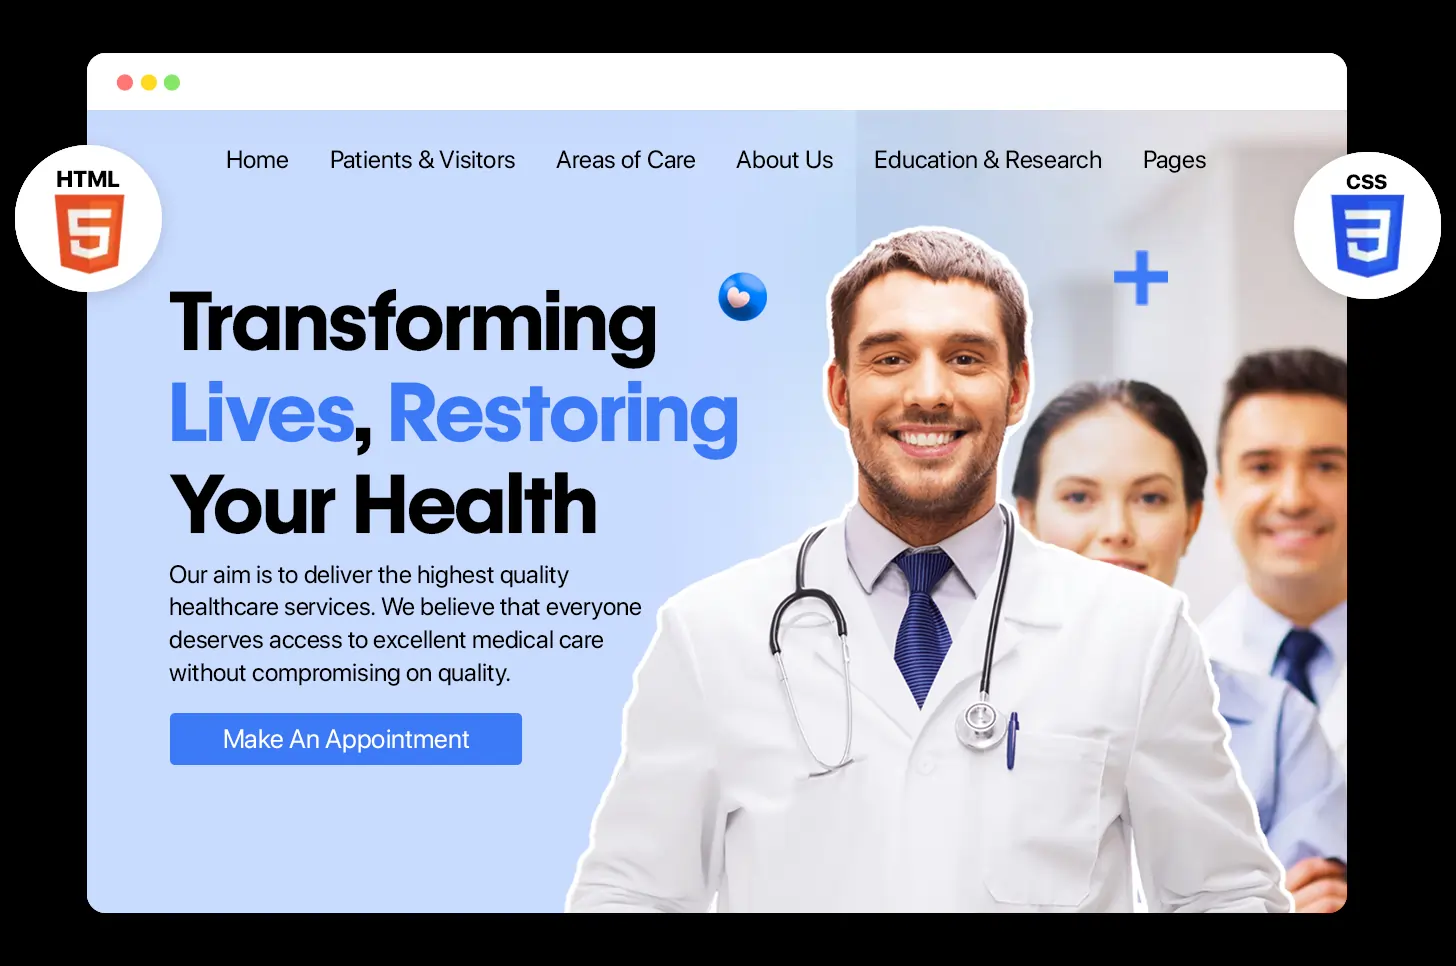 HTML
5
CSS
3
Home Patients & Visitors Areas of Care About Us Education & Research Pages
Transforming
Lives, Restoring
Your Health
Our aim is to deliver the highest quality
healthcare services. We believe that everyone
deserves access to excellent medical care
without compromising on quality.
Make An Appointment